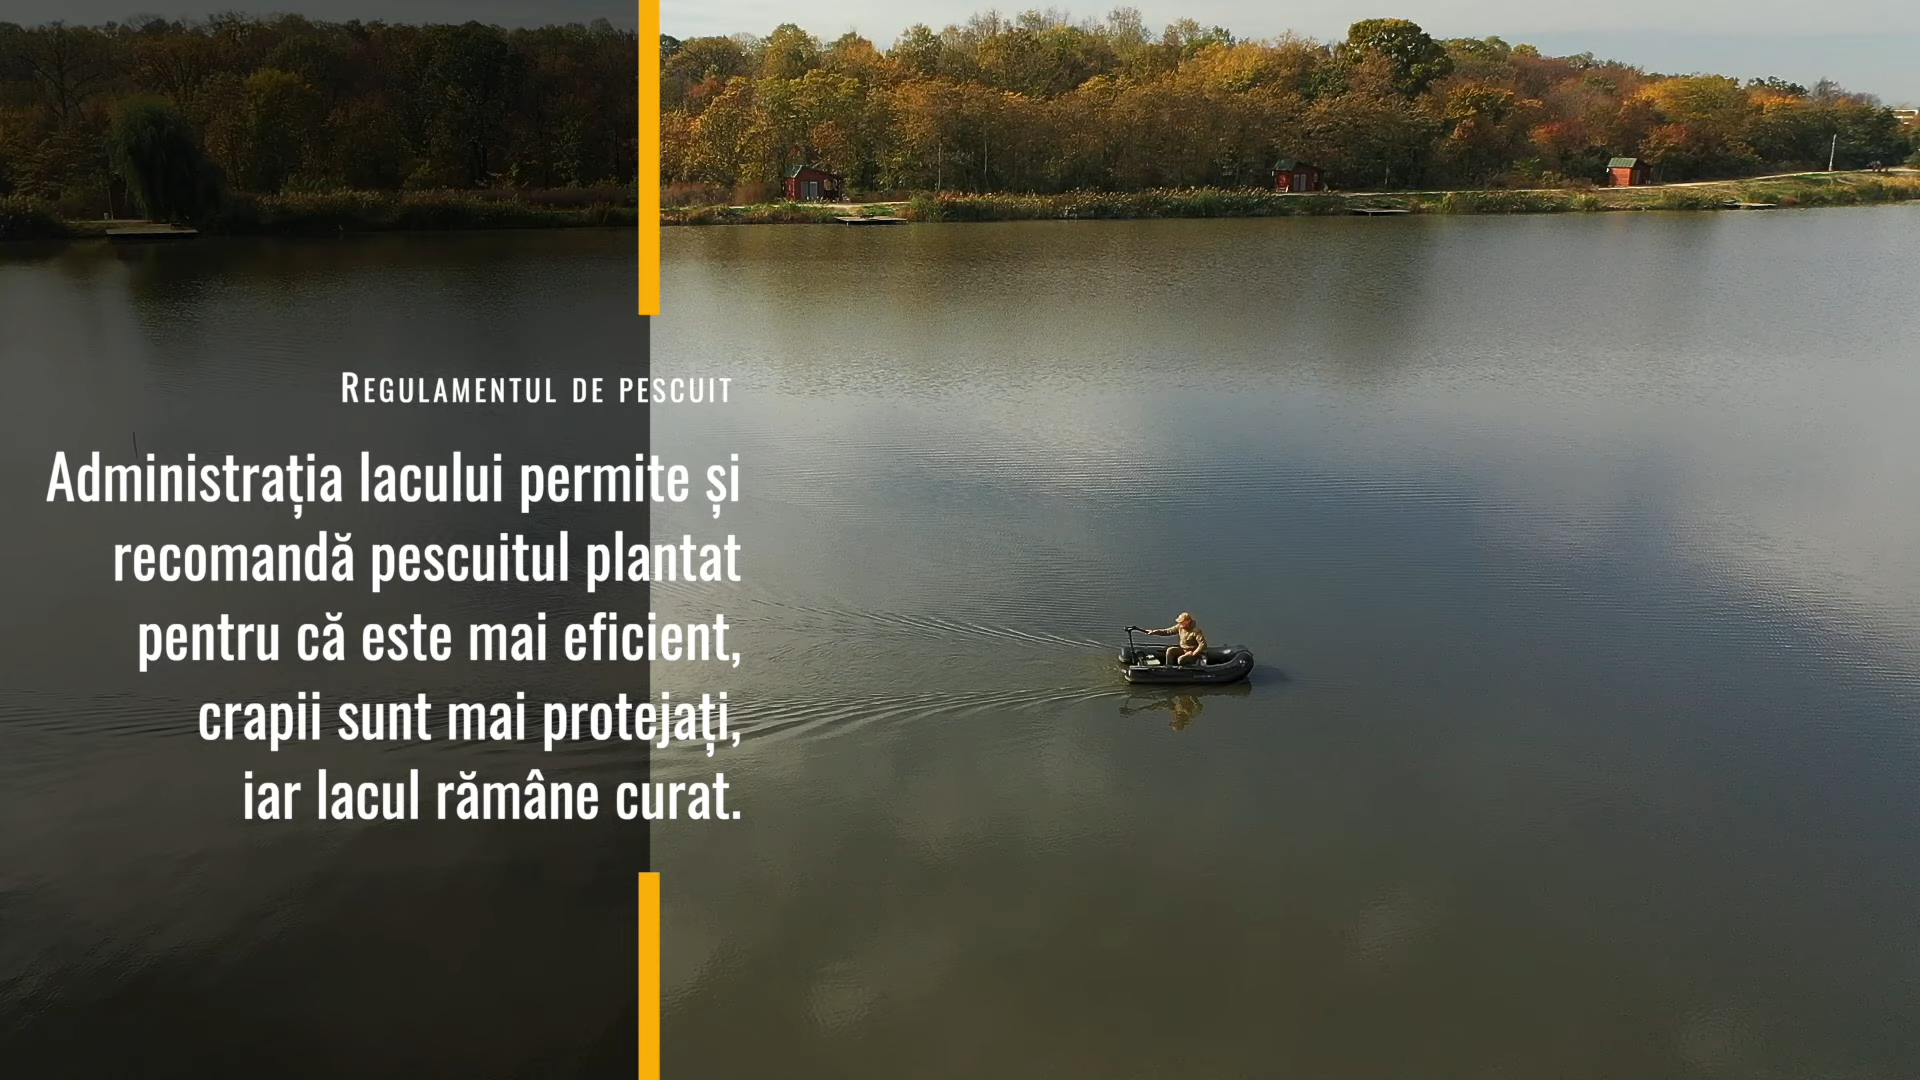 Regulamentul de pescuit
Administrația lacului permite și
recomandă pescuitul plantat
pentru că este mai eficient,
crapii sunt mai protejați,
iar lacul rămâne curat.